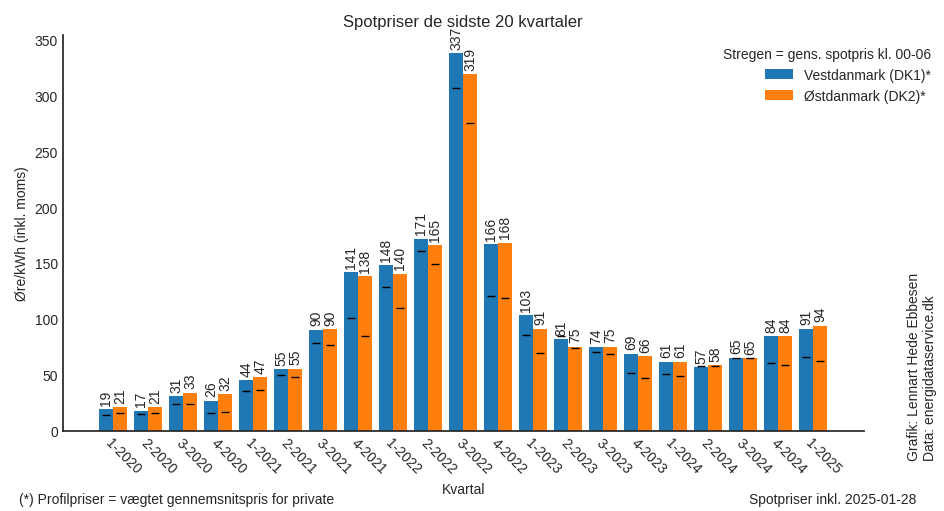 Spotpriser de sidste 20 kvartaler
Stregen = gens. spotpris kl. 00-06
Vestdanmark (DK1)*
Østdanmark (DK2)*
Øre/kWh (inkl. moms)
350
300
250
200
150
100
50
0
19 21 17 21 31 33 26 32 44 47 55 55 90 90 141 138 148 140 171 165 337 319 166 168 103 91 81 75 74 75 69 66 61 61 57 58 65 65 84 84 91 94
1-2020 2-2020 3-2020 4-2020 1-2021 2-2021 3-2021 4-2021 1-2022 2-2022 3-2022 4-2022 1-2023 2-2023 3-2023 4-2023 1-2024 2-2024 3-2024 4-2024 1-2025
Kvartal
(*) Profilpriser = vægtet gennemsnitspris for private
Spotpriser inkl. 2025-01-28
Grafik: Lennart Hede Ebbesen
Data: energidataservice.dk